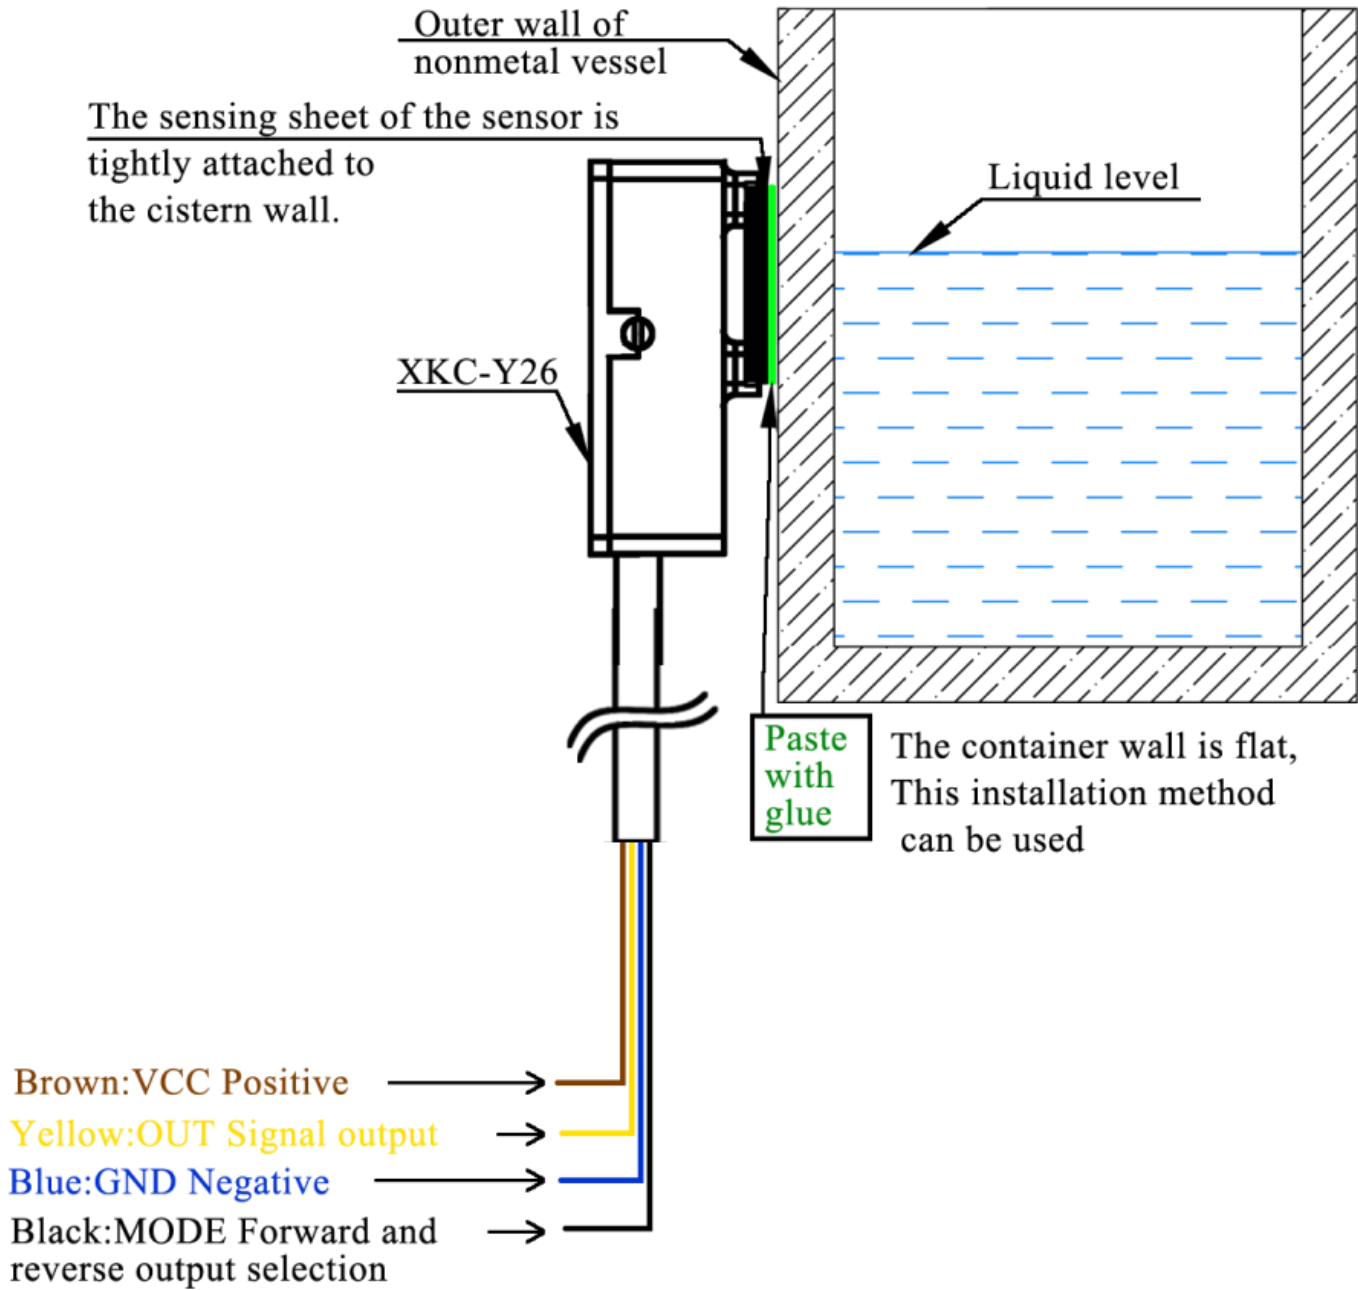 Outer wall of
nonmetal vessel
The sensing sheet of the sensor is
tightly attached to
the cistern wall.
Liquid level
XKC-Y26
Paste
with
glue
The container wall is flat,
This installation method
can be used
Brown:VCC Positive
Yellow:OUT Signal output
Blue:GND Negative
Black:MODE Forward and
reverse output selection